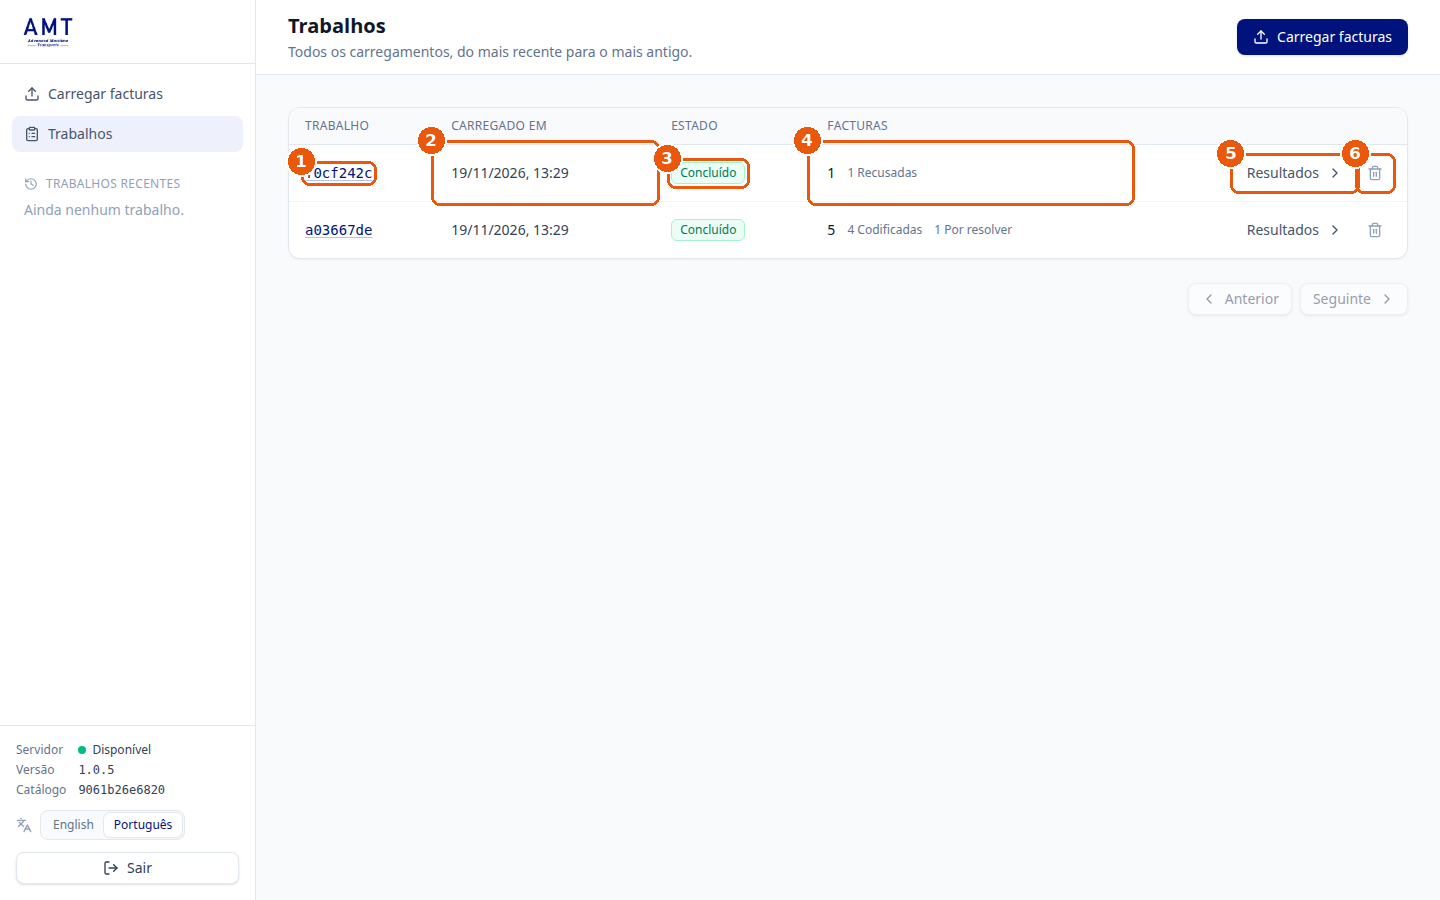 AMT
Advanced Maritime
Transports
Carregar facturas
Trabalhos
TRABALHOS RECENTES
Ainda nenhum trabalho.
Servidor Disponível
Versão 1.0.5
Catálogo 9061b26e6820
English Português
Sair
Trabalhos
Todos os carregamentos, do mais recente para o mais antigo.
Carregar facturas
TRABALHO CARREGADO EM ESTADO FACTURAS
1 2 3 4 5 6
0cf242c 19/11/2026, 13:29 Concluído 1 1 Recusadas Resultados
a03667de 19/11/2026, 13:29 Concluído 5 4 Codificadas 1 Por resolver Resultados
Anterior Seguinte